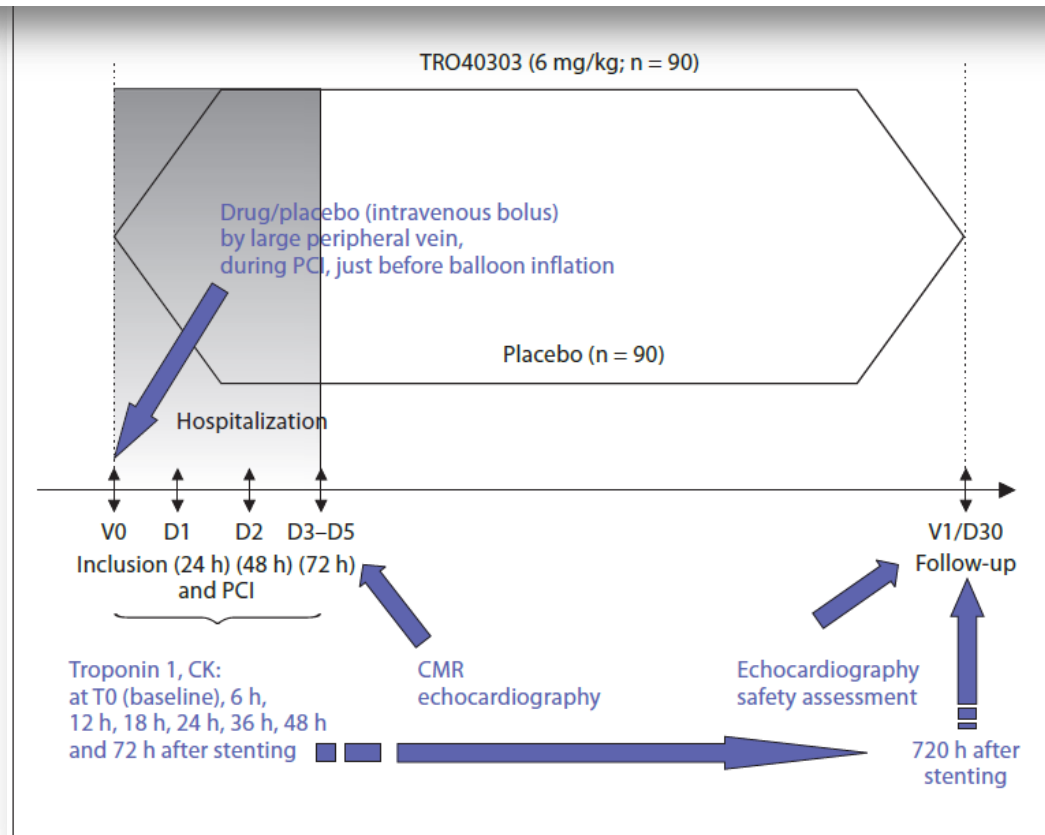 TRO40303 (6 mg/kg; n = 90)
Drug/placebo (intravenous bolus)
by large peripheral vein,
during PCI, just before balloon inflation
Placebo (n = 90)
Hospitalization
V0 D1 D2 D3–D5
Inclusion (24 h) (48 h) (72 h)
and PCI
V1/D30
Follow-up
Troponin 1, CK:
at T0 (baseline), 6 h,
12 h, 18 h, 24 h, 36 h, 48 h
and 72 h after stenting
CMR
echocardiography
Echocardiography
safety assessment
720 h after
stenting